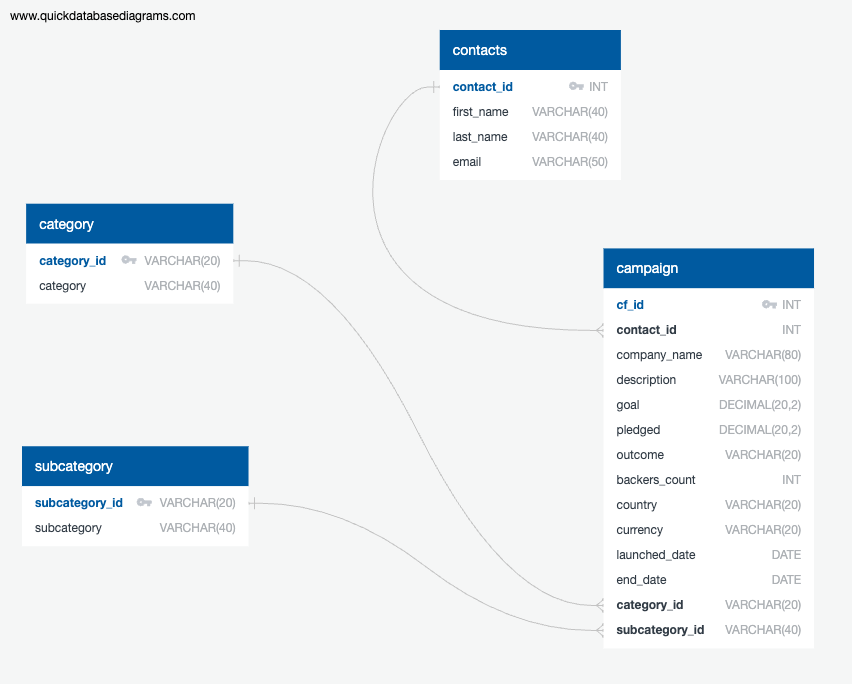 www.quickdatabasediagrams.com
contacts
contact_id INT
first_name VARCHAR(40)
last_name VARCHAR(40)
email VARCHAR(50)
category
category_id VARCHAR(20)
category VARCHAR(40)
campaign
cf_id INT
contact_id INT
company_name VARCHAR(80)
description VARCHAR(100)
goal DECIMAL(20,2)
pledged DECIMAL(20,2)
outcome VARCHAR(20)
backers_count INT
country VARCHAR(20)
currency VARCHAR(20)
launched_date DATE
end_date DATE
category_id VARCHAR(20)
subcategory_id VARCHAR(40)
subcategory
subcategory_id VARCHAR(20)
subcategory VARCHAR(40)